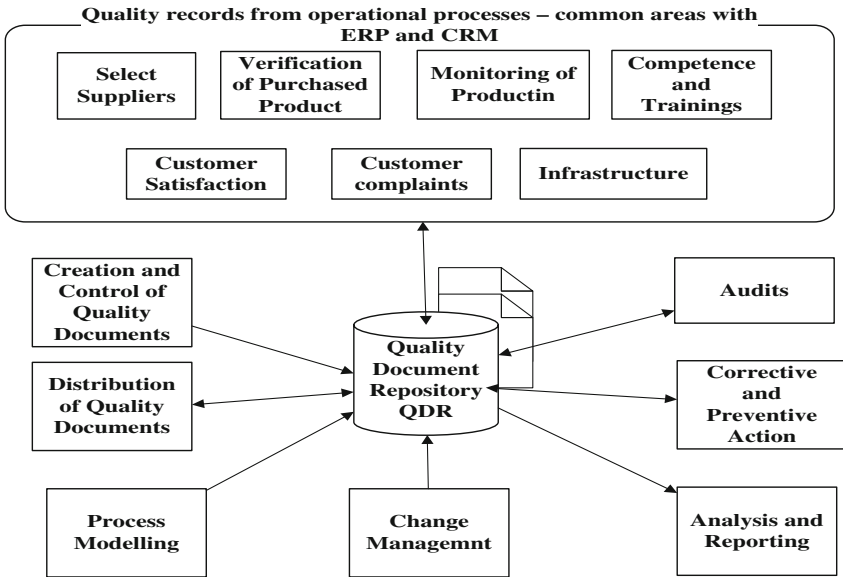 Quality records from operational processes – common areas with
ERP and CRM
Select
Suppliers
Verification
of Purchased
Product
Monitoring of
Productin
Competence
and
Trainings
Customer
Satisfaction
Customer
complaints
Infrastructure
Creation and
Control of
Quality
Documents
Audits
Quality
Document
Repository
QDR
Distribution
of Quality
Documents
Corrective
and
Preventive
Action
Process
Modelling
Change
Managemnt
Analysis and
Reporting